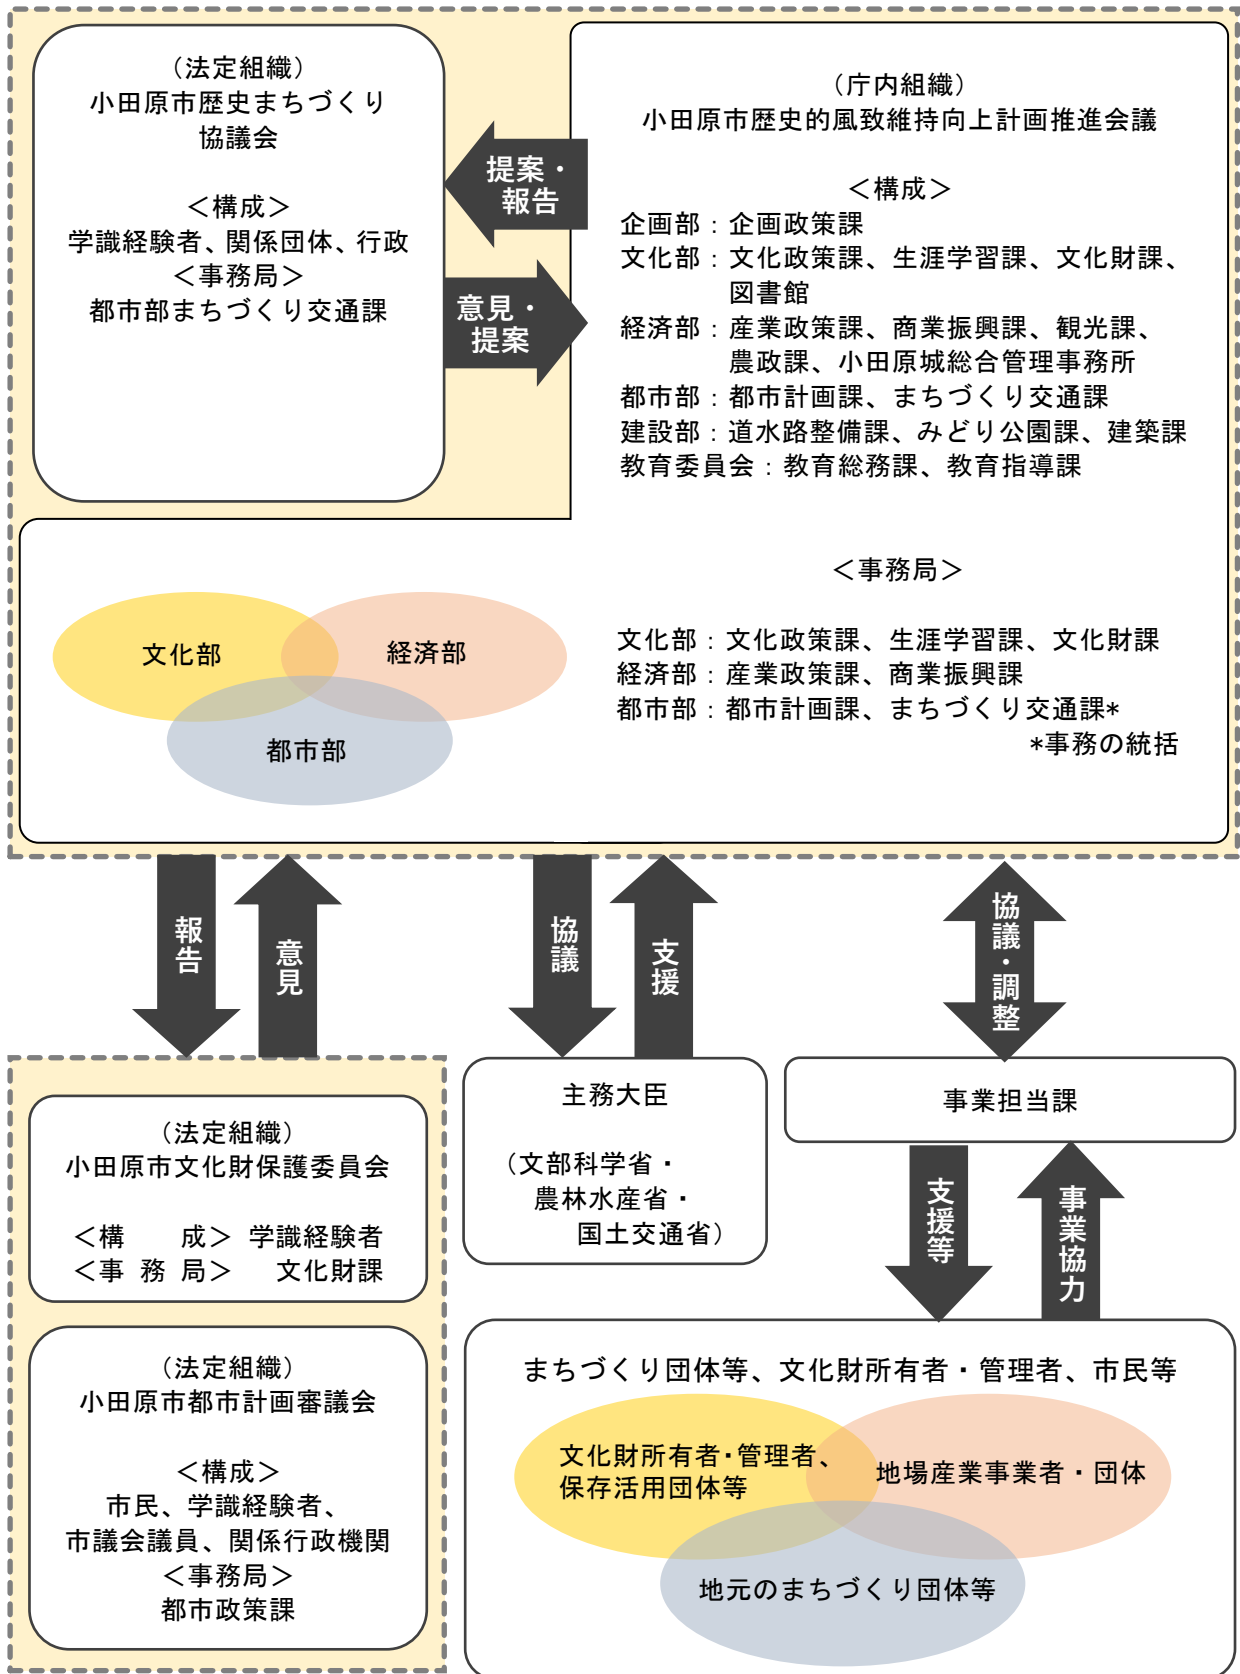 （法定組織）
小田原市歴史まちづくり
協議会
＜構成＞
学識経験者、関係団体、行政
＜事務局＞
都市部まちづくり交通課
提案・
報告
意見・
提案
（庁内組織）
小田原市歴史的風致維持向上計画推進会議
＜構成＞
企画部：企画政策課
文化部：文化政策課、生涯学習課、文化財課、
図書館
経済部：産業政策課、商業振興課、観光課、
農政課、小田原城総合管理事務所
都市部：都市計画課、まちづくり交通課
建設部：道水路整備課、みどり公園課、建築課
教育委員会：教育総務課、教育指導課
＜事務局＞
文化部：文化政策課、生涯学習課、文化財課
経済部：産業政策課、商業振興課
都市部：都市計画課、まちづくり交通課*
*事務の統括
文化部
経済部
都市部
報告
意見
協議
支援
協議・調整
（法定組織）
小田原市文化財保護委員会
＜構　　成＞ 学識経験者
＜事 務 局＞　文化財課
（法定組織）
小田原市都市計画審議会
＜構成＞
市民、学識経験者、
市議会議員、関係行政機関
＜事務局＞
都市政策課
主務大臣
（文部科学省・
農林水産省・
国土交通省）
事業担当課
支援等
事業協力
まちづくり団体等、文化財所有者・管理者、市民等
文化財所有者・管理者、
保存活用団体等
地場産業事業者・団体
地元のまちづくり団体等